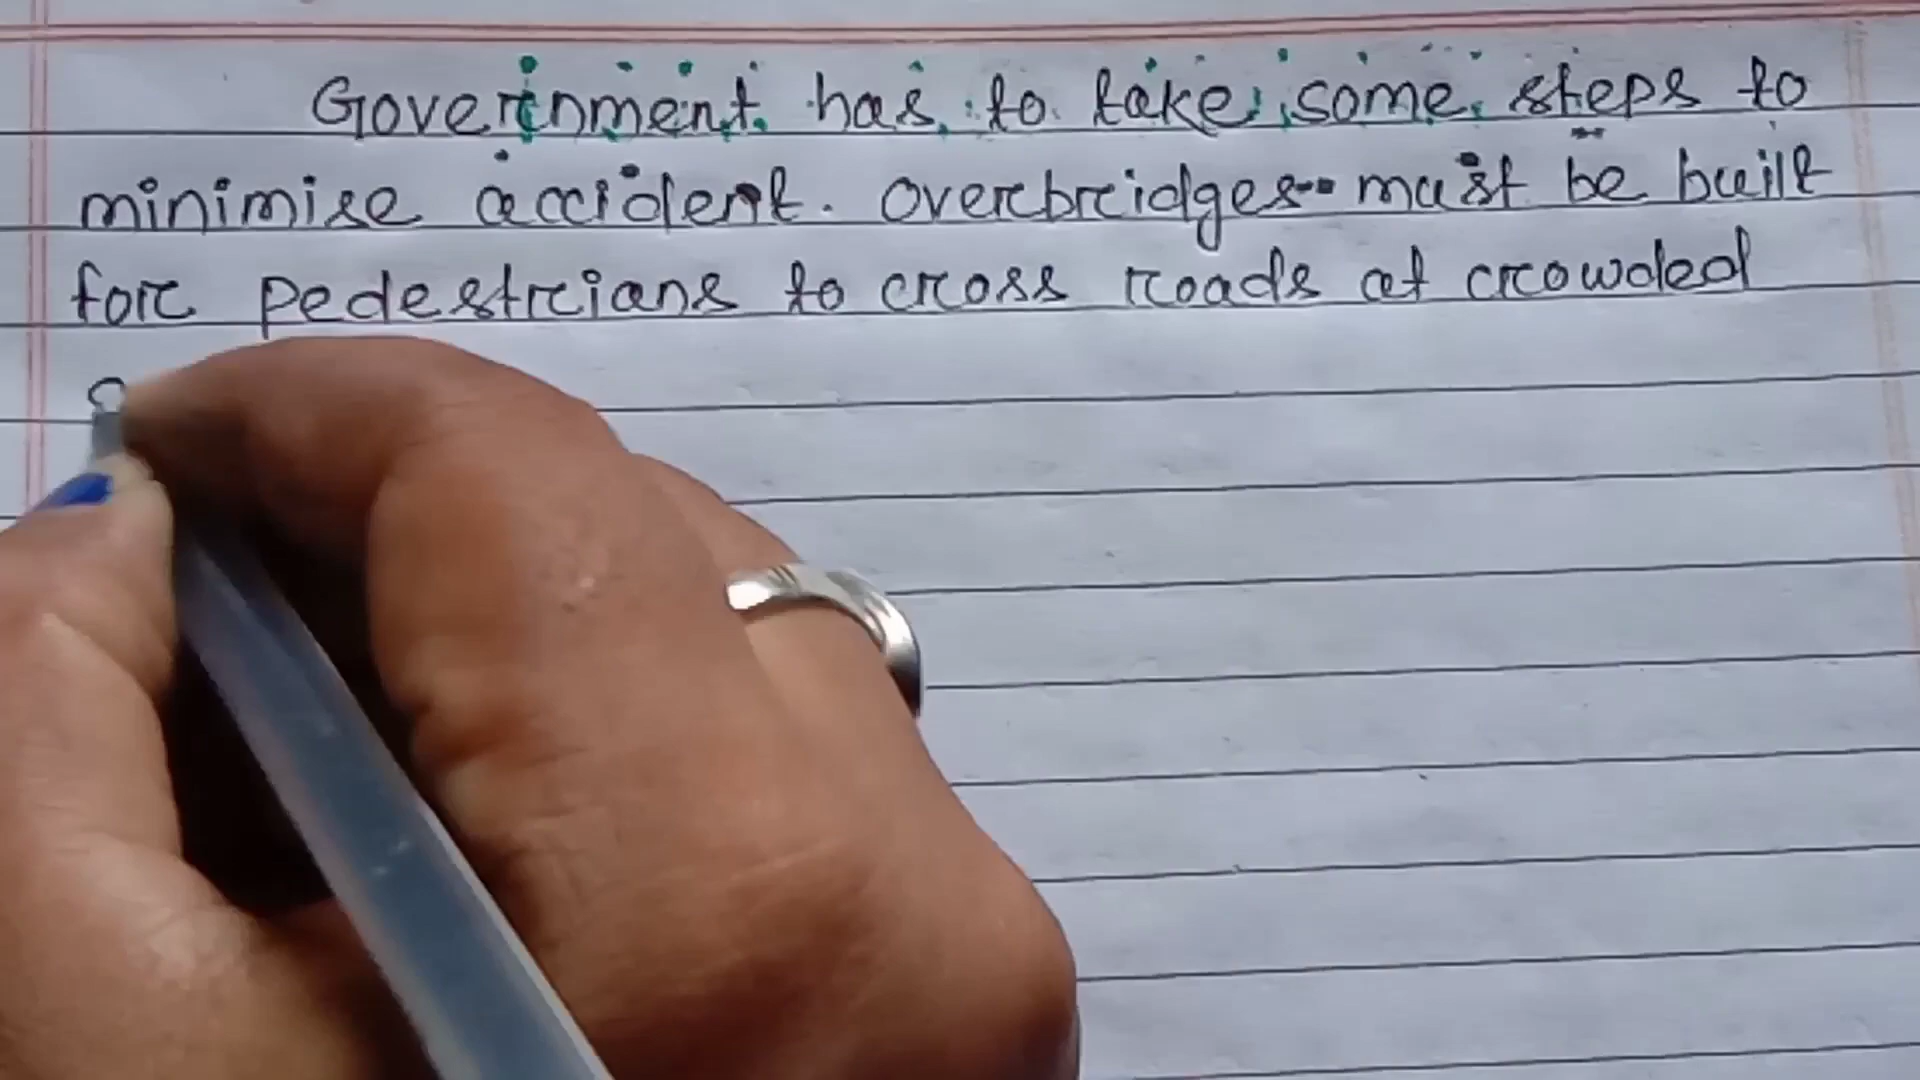 Government has to take some steps to
minimise accident. Overbridges must be built
for pedestrians to cross roads at crowded